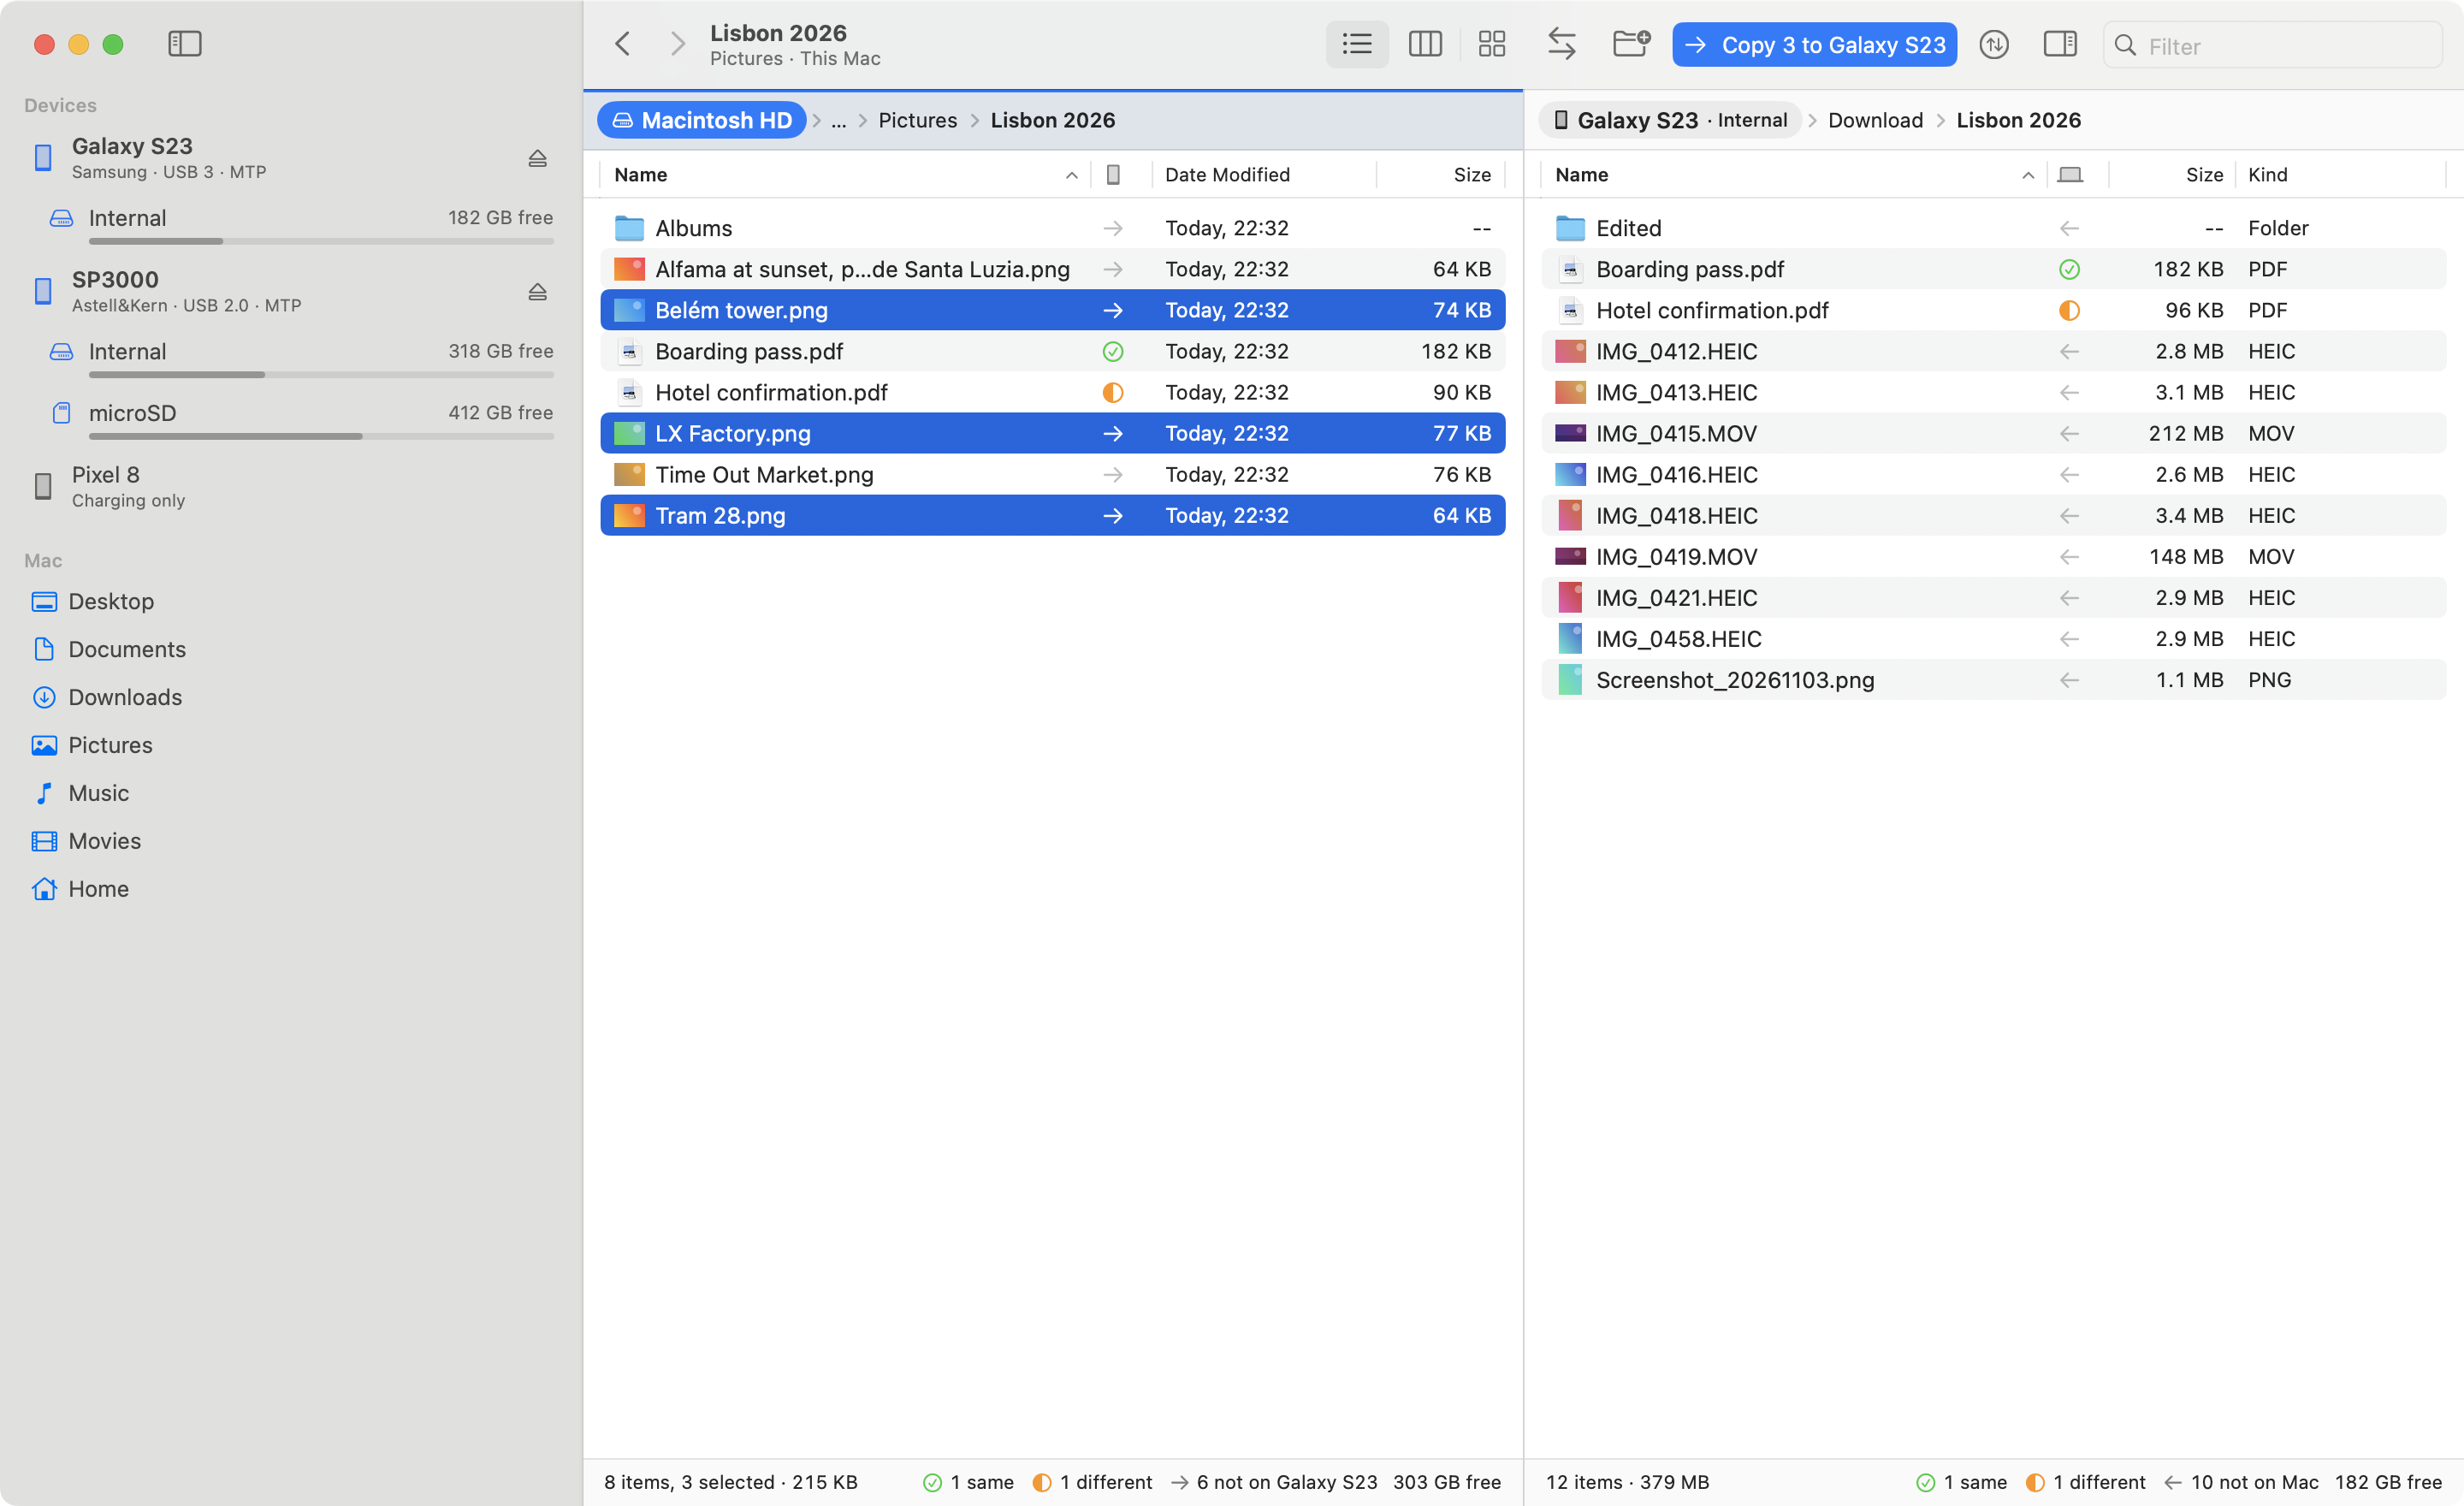 Devices
Galaxy S23
Samsung · USB 3 · MTP
Internal 182 GB free
SP3000
Astell&Kern · USB 2.0 · MTP
Internal 318 GB free
microSD 412 GB free
Pixel 8
Charging only
Mac
Desktop
Documents
Downloads
Pictures
Music
Movies
Home
Lisbon 2026
Pictures · This Mac
Copy 3 to Galaxy S23
Filter
Macintosh HD › ... › Pictures › Lisbon 2026
Name Date Modified Size
Albums Today, 22:32 --
Alfama at sunset, p...de Santa Luzia.png Today, 22:32 64 KB
Belém tower.png Today, 22:32 74 KB
Boarding pass.pdf Today, 22:32 182 KB
Hotel confirmation.pdf Today, 22:32 90 KB
LX Factory.png Today, 22:32 77 KB
Time Out Market.png Today, 22:32 76 KB
Tram 28.png Today, 22:32 64 KB
8 items, 3 selected · 215 KB 1 same 1 different → 6 not on Galaxy S23 303 GB free
Galaxy S23 · Internal › Download › Lisbon 2026
Name Size Kind
Edited -- Folder
Boarding pass.pdf 182 KB PDF
Hotel confirmation.pdf 96 KB PDF
IMG_0412.HEIC 2.8 MB HEIC
IMG_0413.HEIC 3.1 MB HEIC
IMG_0415.MOV 212 MB MOV
IMG_0416.HEIC 2.6 MB HEIC
IMG_0418.HEIC 3.4 MB HEIC
IMG_0419.MOV 148 MB MOV
IMG_0421.HEIC 2.9 MB HEIC
IMG_0458.HEIC 2.9 MB HEIC
Screenshot_20261103.png 1.1 MB PNG
12 items · 379 MB 1 same 1 different ← 10 not on Mac 182 GB free